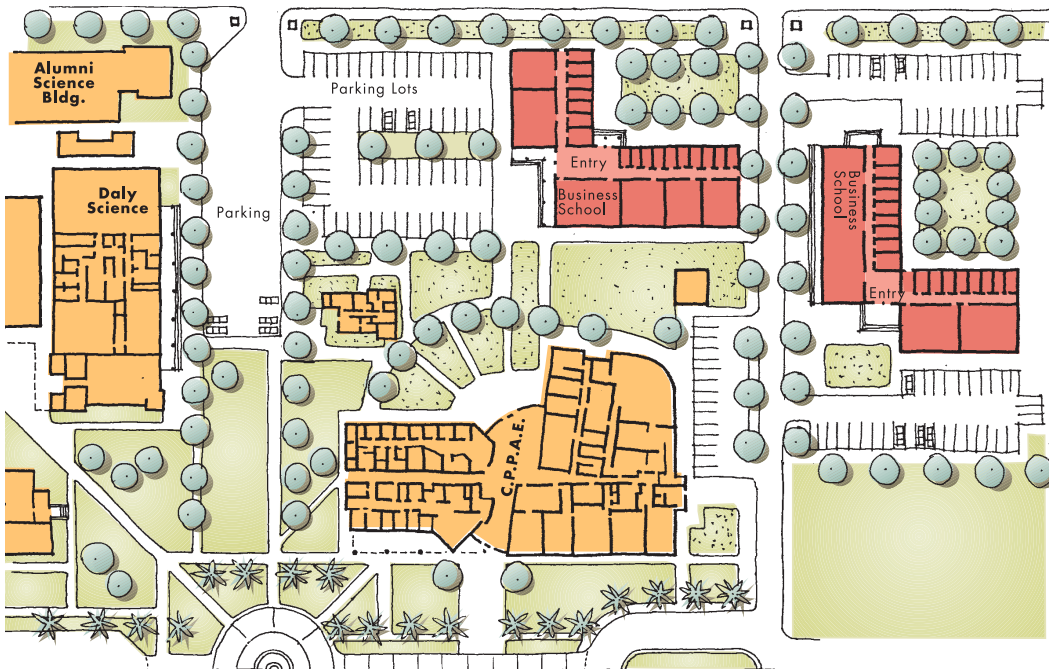 Alumni
Science
Bldg.
Parking Lots
Entry
Daly
Science
Business
School
Parking
Business
School
Entry
C.P.P.A.E.